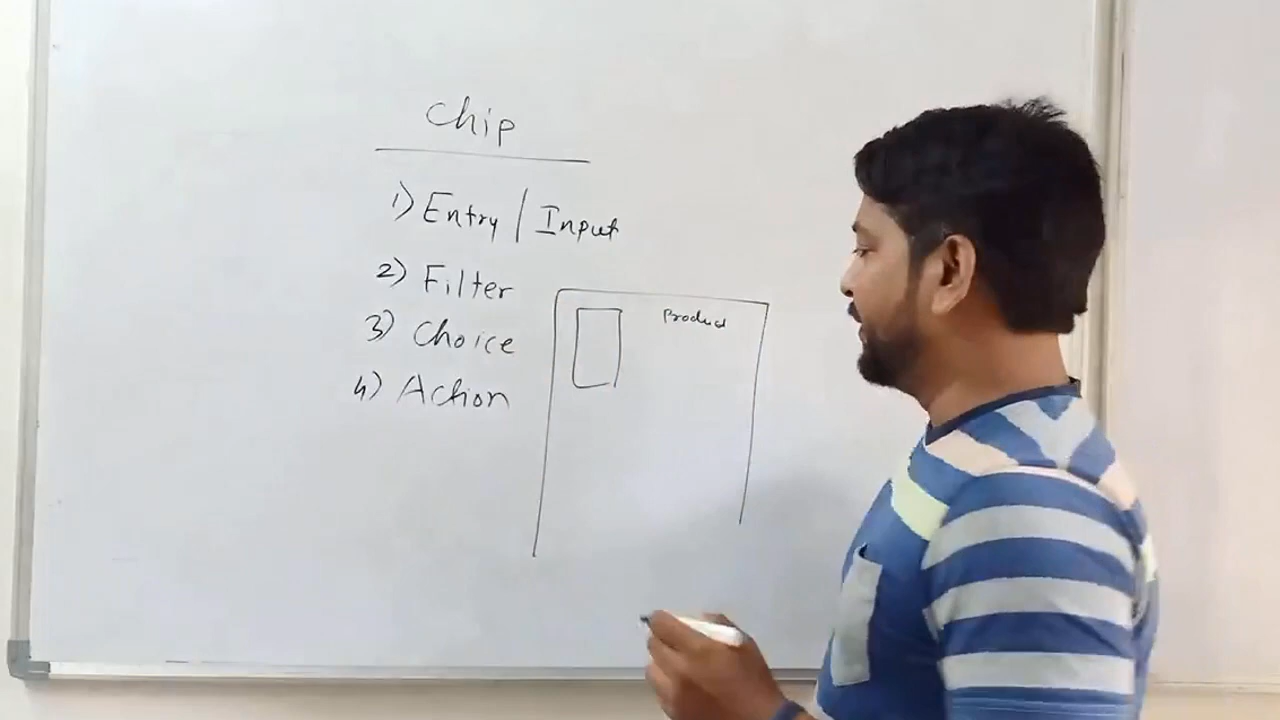 Chip
1) Entry | Input
2) Filter
3) Choice
4) Action
Product